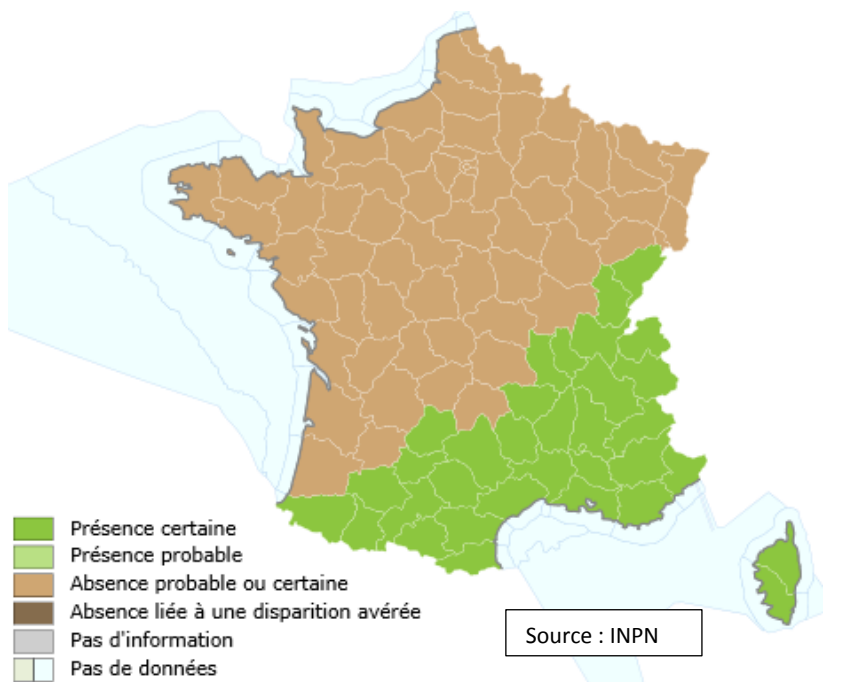 Présence certaine
Présence probable
Absence probable ou certaine
Absence liée à une disparition avérée
Pas d'information
Pas de données
Source : INPN